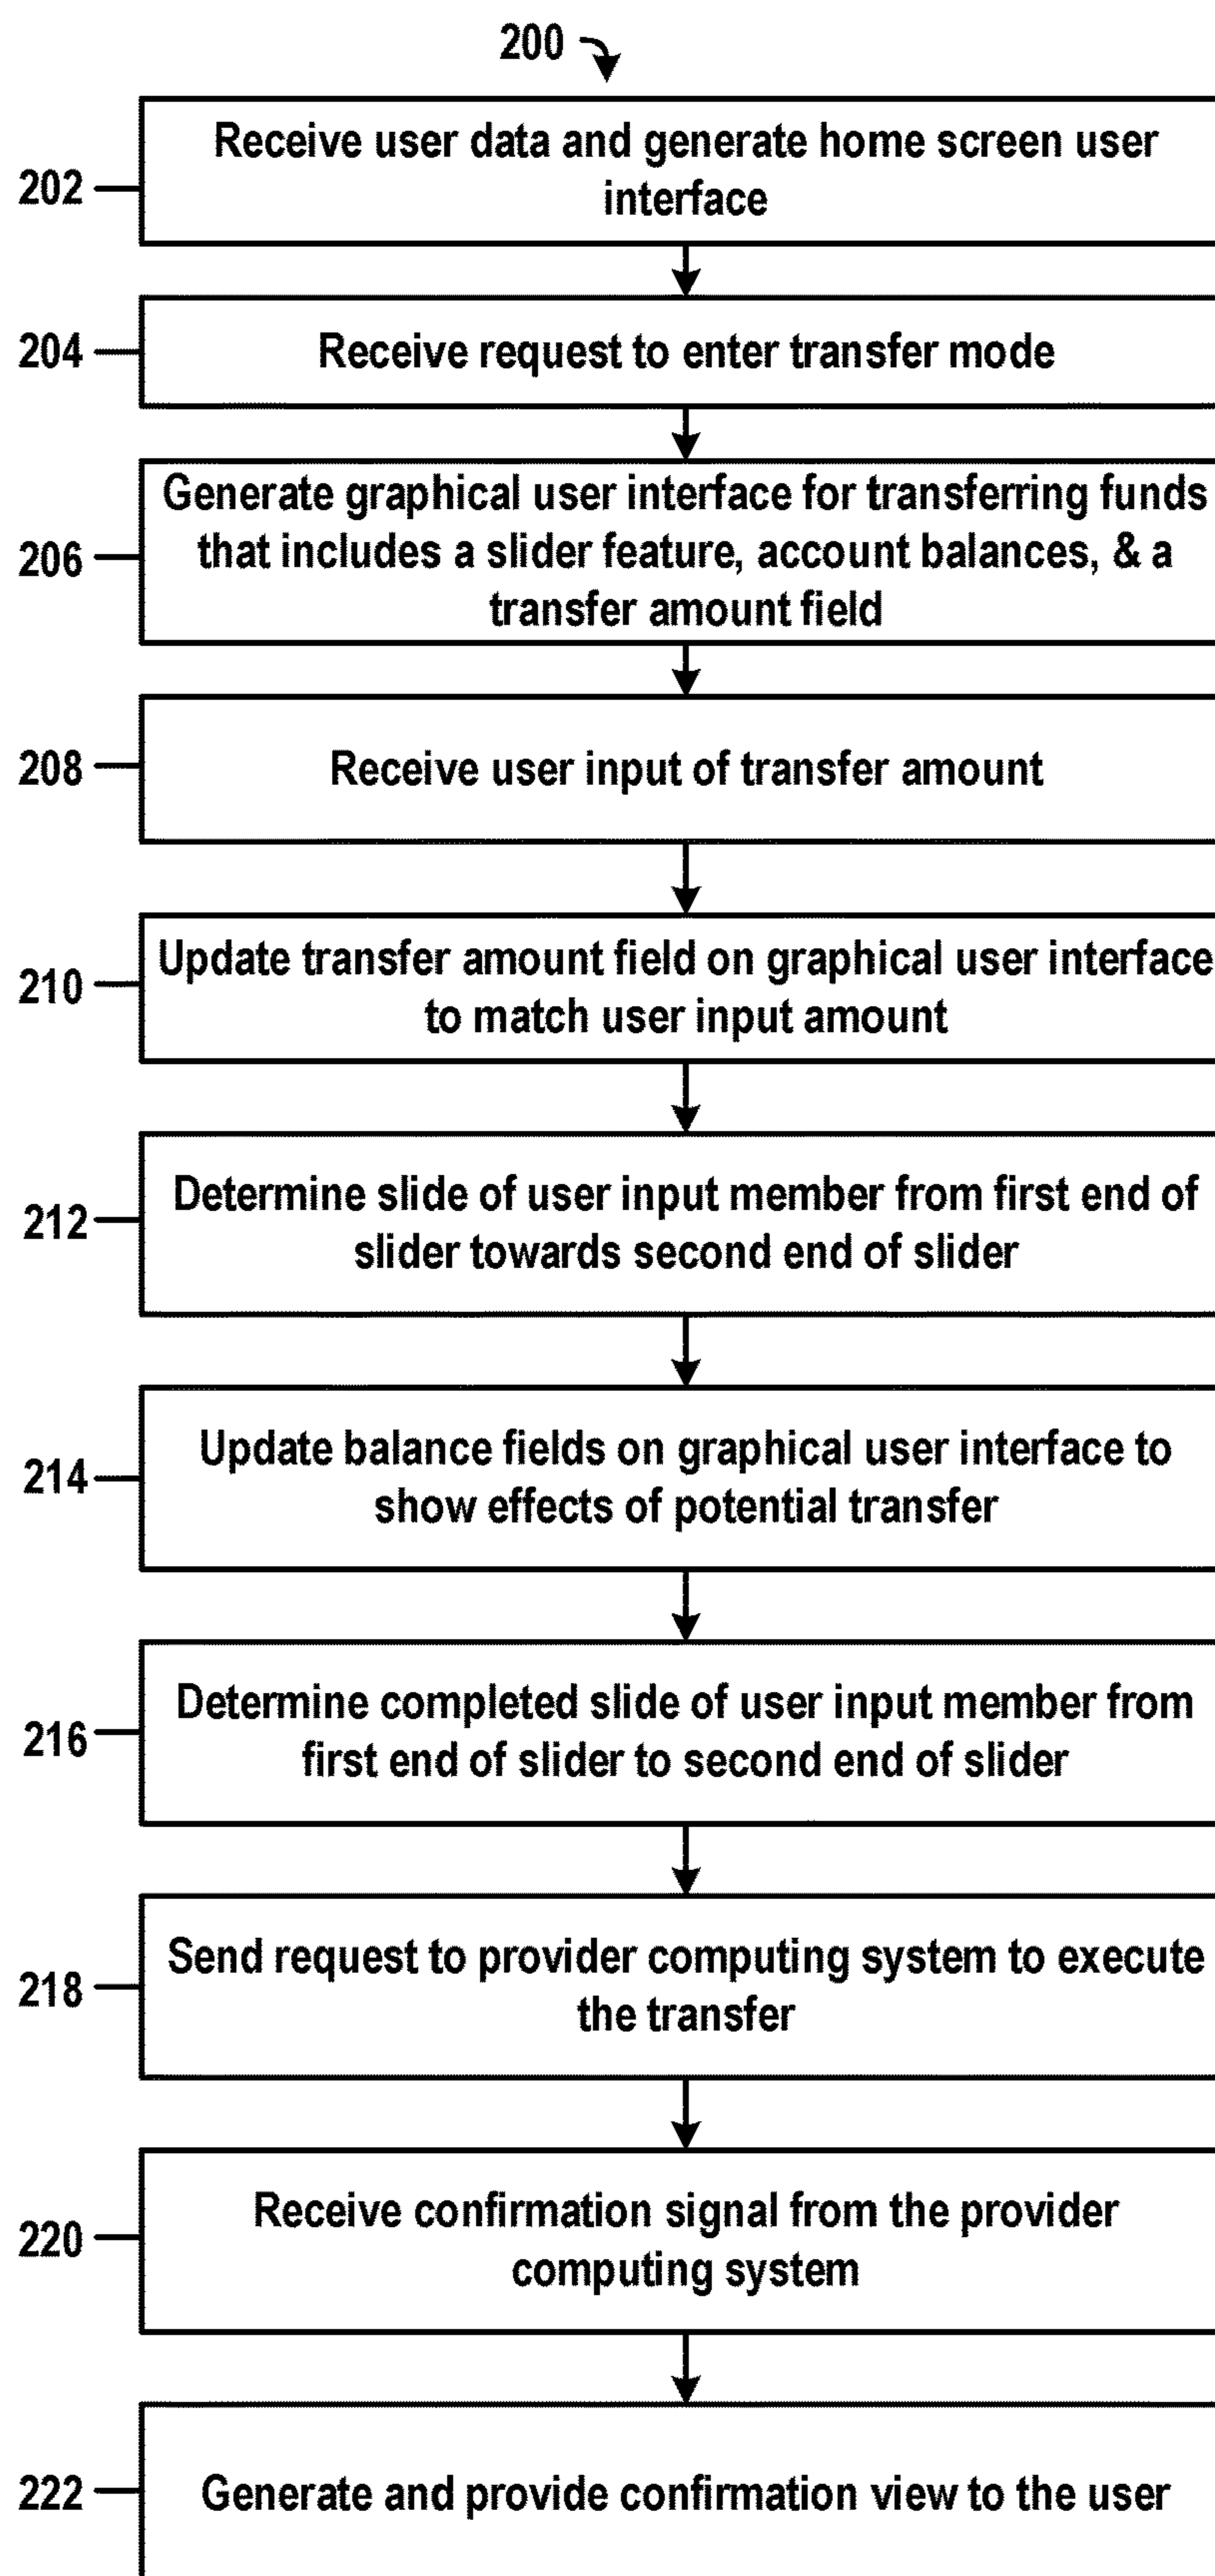 200
202
Receive user data and generate home screen user
interface
204
Receive request to enter transfer mode
206
Generate graphical user interface for transferring funds
that includes a slider feature, account balances, & a
transfer amount field
208
Receive user input of transfer amount
210
Update transfer amount field on graphical user interface
to match user input amount
212
Determine slide of user input member from first end of
slider towards second end of slider
214
Update balance fields on graphical user interface to
show effects of potential transfer
216
Determine completed slide of user input member from
first end of slider to second end of slider
218
Send request to provider computing system to execute
the transfer
220
Receive confirmation signal from the provider
computing system
222
Generate and provide confirmation view to the user